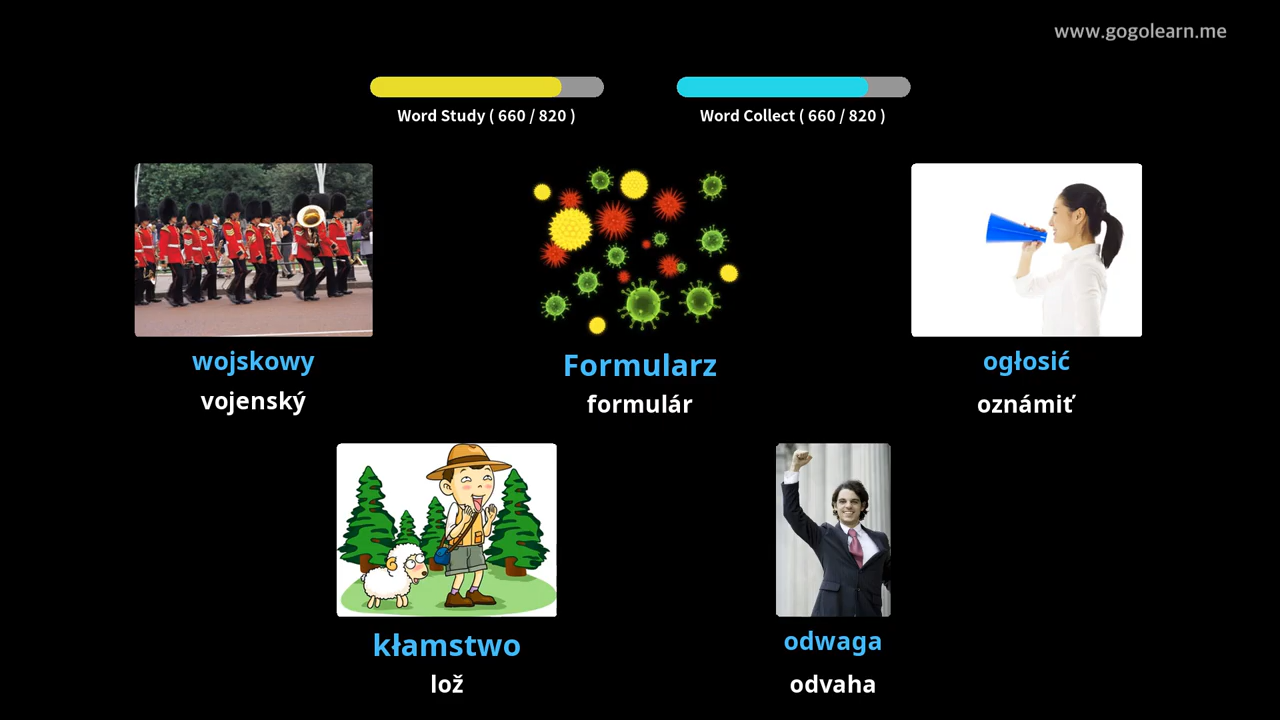 www.gogolearn.me
Word Study ( 660 / 820 )
Word Collect ( 660 / 820 )
wojskowy
vojenský
Formularz
formulár
ogłosić
oznámiť
kłamstwo
lož
odwaga
odvaha